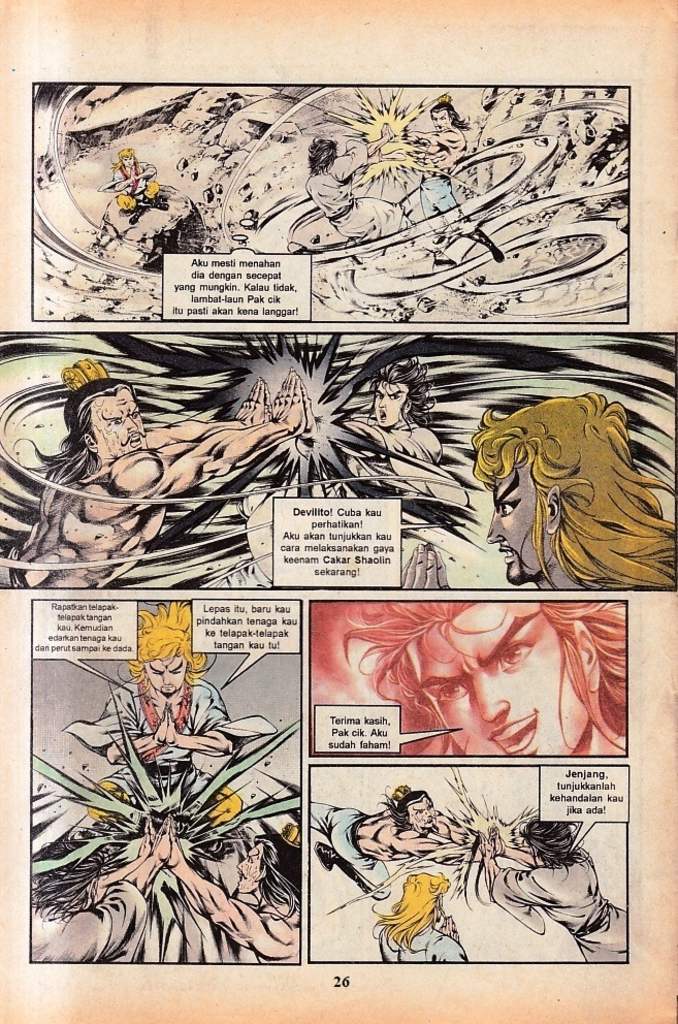 Aku mesti menahan
dia dengan secepat
yang mungkin. Kalau tidak,
lambat-laun Pak cik
itu pasti akan kena langgar!
Devilito! Cuba kau
perhatikan!
Aku akan tunjukkan kau
cara melaksanakan gaya
keenam Cakar Shaolin
sekarang!
Rapatkan telapak-
telapak tangan
kau. Kemudian
edarkan tenaga kau
dan perut sampai ke dada.
Lepas itu, baru kau
pindahkan tenaga kau
ke telapak-telapak
tangan kau tu!
Terima kasih,
Pak cik. Aku
sudah faham!
Jenjang,
tunjukkanlah
kehandalan kau
jika ada!
26